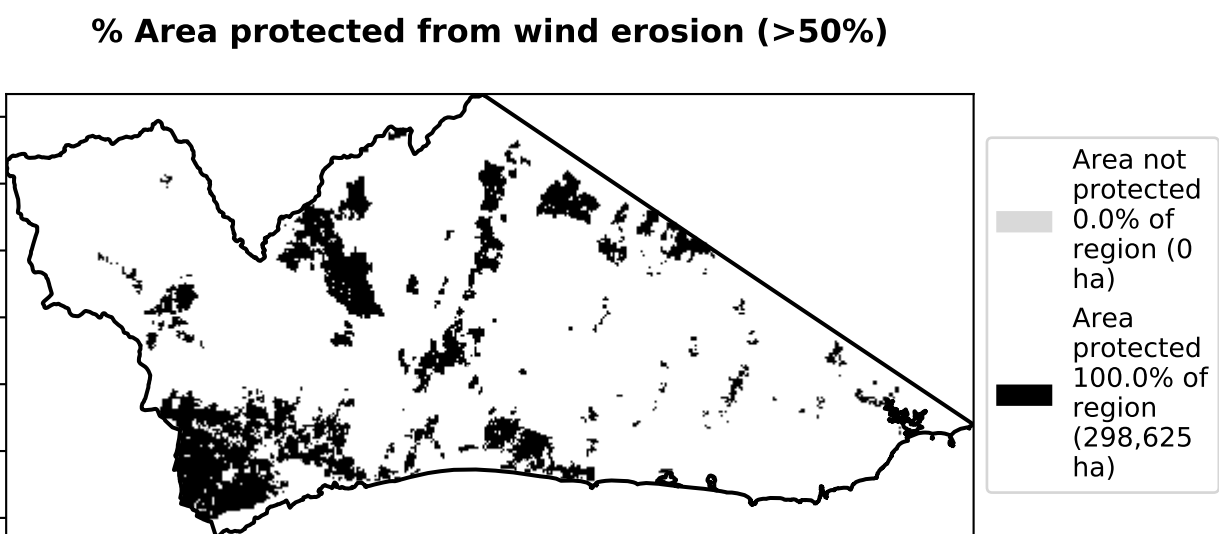 % Area protected from wind erosion (>50%)
Area not
protected
0.0% of
region (0
ha)
Area
protected
100.0% of
region
(298,625
ha)